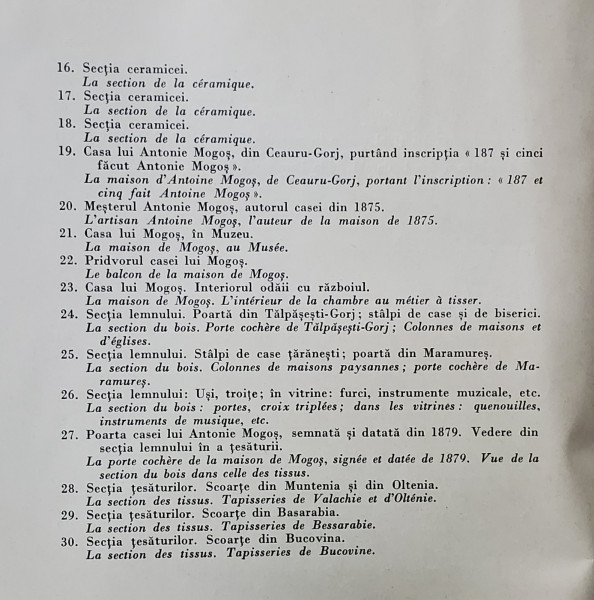 16. Secția ceramicei.
La section de la céramique.
17. Secția ceramicei.
La section de la céramique.
18. Secția ceramicei.
La section de la céramique.
19. Casa lui Antonie Mogoș, din Ceauru-Gorj, purtând inscripția « 187 și cinci
făcut Antonie Mogoș ».
La maison d'Antoine Mogoș, de Ceauru-Gorj, portant l'inscription : « 187 et
cinq fait Antoine Mogoș ».
20. Meșterul Antonie Mogoș, autorul casei din 1875.
L'artisan Antoine Mogoș, l'auteur de la maison de 1875.
21. Casa lui Mogoș, în Muzeu.
La maison de Mogoș, au Musée.
22. Pridvorul casei lui Mogoș.
Le balcon de la maison de Mogoș.
23. Casa lui Mogoș. Interiorul odăii cu războiul.
La maison de Mogoș. L'intérieur de la chambre au métier à tisser.
24. Secția lemnului. Poartă din Tălpășești-Gorj ; stâlpi de case și de biserici.
La section du bois. Porte cochère de Tălpășești-Gorj ; Colonnes de maisons et
d'églises.
25. Secția lemnului. Stâlpi de case țărănești ; poartă din Maramureș.
La section du bois. Colonnes de maisons paysannes ; porte cochère de Ma-
ramureș.
26. Secția lemnului: Uși, troițe ; în vitrine: furci, instrumente muzicale, etc.
La section du bois : portes, croix triplées ; dans les vitrines : quenouilles,
instruments de musique, etc.
27. Poarta casei lui Antonie Mogoș, semnată și datată din 1879. Vedere din
secția lemnului în a țesăturii.
La porte cochère de la maison de Mogoș, signée et datée de 1879. Vue de la
section du bois dans celle des tissus.
28. Secția țesăturilor. Scoarțe din Muntenia și din Oltenia.
La section des tissus. Tapisseries de Valachie et d'Olténie.
29. Secția țesăturilor. Scoarțe din Basarabia.
La section des tissus. Tapisseries de Bessarabie.
30. Secția țesăturilor. Scoarțe din Bucovina.
La section des tissus. Tapisseries de Bucovine.